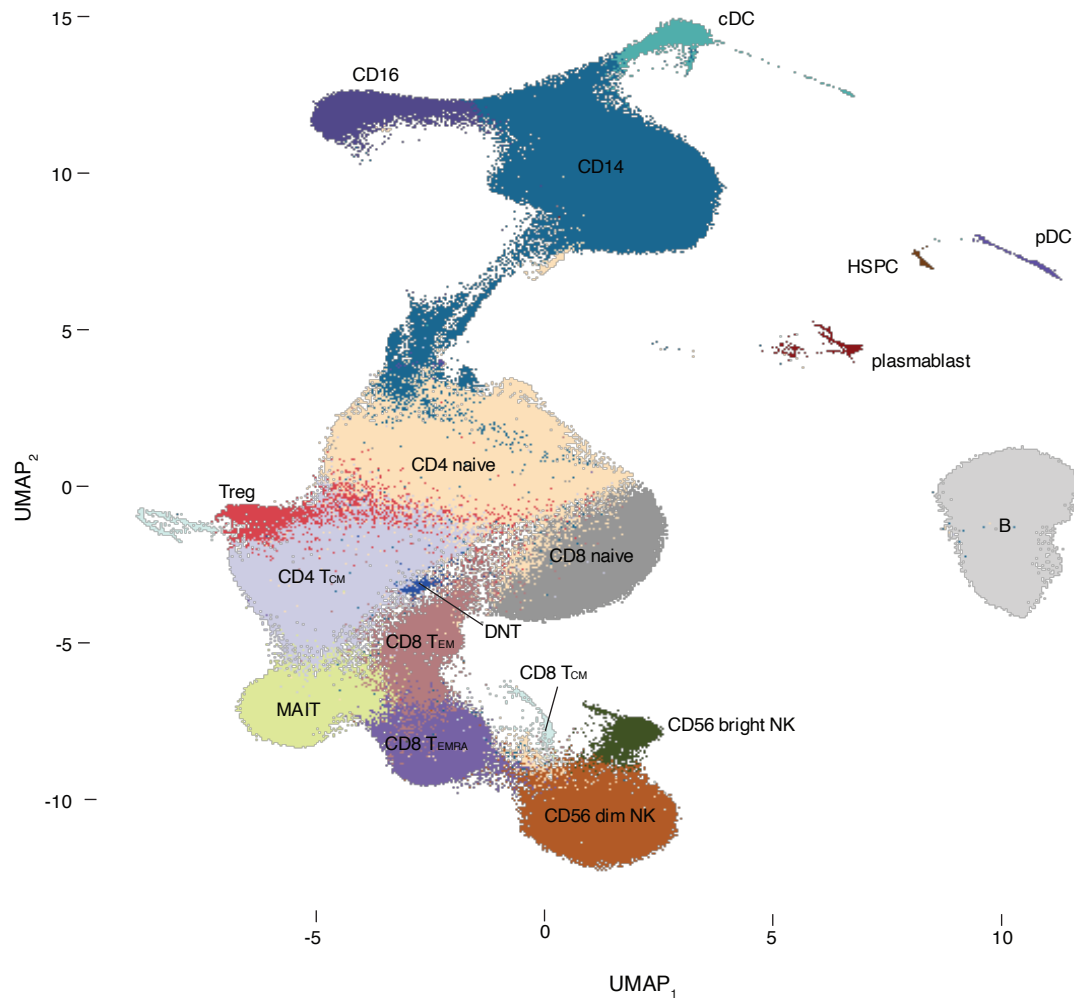 15
cDC
CD16
10
CD14
pDC
HSPC
5
plasmablast
CD4 naive
0
Treg
B
CD8 naive
CD4 TCM
DNT
-5
CD8 TEM
CD8 TCM
MAIT
CD56 bright NK
CD8 TEMRA
-10
CD56 dim NK
UMAP2
-5
0
5
10
UMAP1